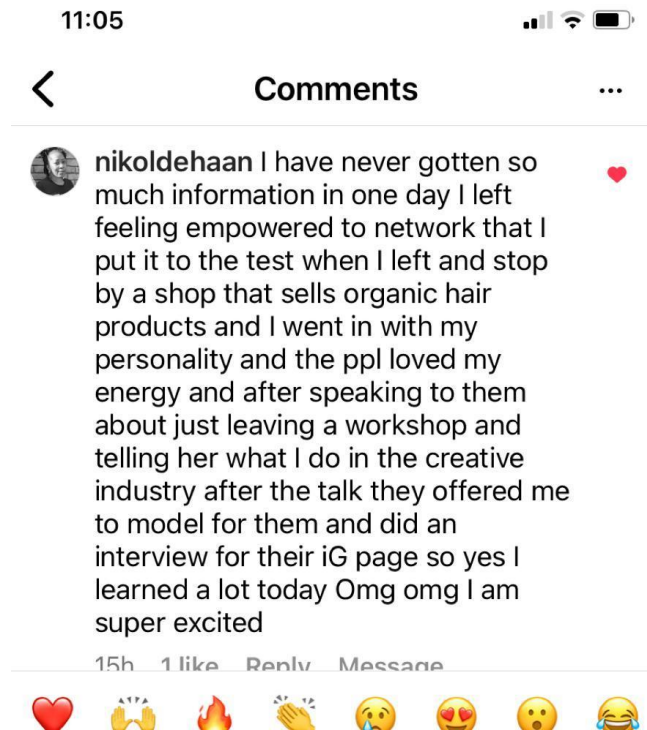 11:05
Comments
nikoldehaan I have never gotten so
much information in one day I left
feeling empowered to network that I
put it to the test when I left and stop
by a shop that sells organic hair
products and I went in with my
personality and the ppl loved my
energy and after speaking to them
about just leaving a workshop and
telling her what I do in the creative
industry after the talk they offered me
to model for them and did an
interview for their iG page so yes I
learned a lot today Omg omg I am
super excited
15h 1 like Reply Message